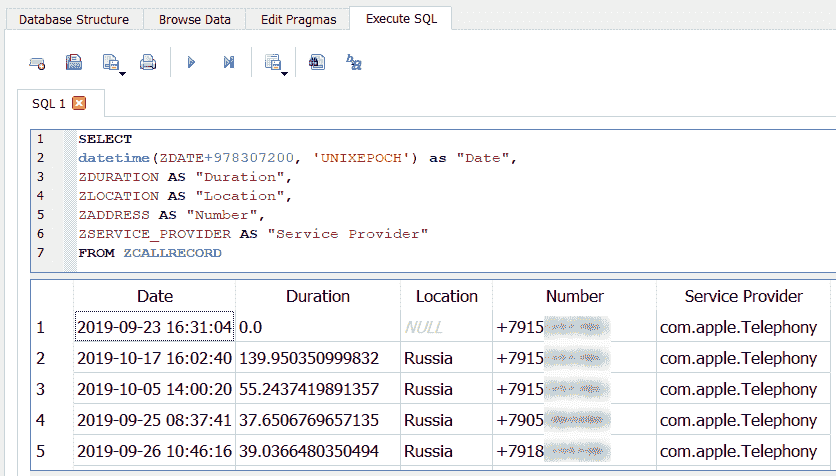 Database Structure Browse Data Edit Pragmas Execute SQL
SQL 1
1 SELECT
2 datetime(ZDATE+978307200, 'UNIXEPOCH') as "Date",
3 ZDURATION AS "Duration",
4 ZLOCATION AS "Location",
5 ZADDRESS AS "Number",
6 ZSERVICE_PROVIDER AS "Service Provider"
7 FROM ZCALLRECORD
Date Duration Location Number Service Provider
1 2019-09-23 16:31:04 0.0 NULL +7915 com.apple.Telephony
2 2019-10-17 16:02:40 139.950350999832 Russia +7915 com.apple.Telephony
3 2019-10-05 14:00:20 55.2437419891357 Russia +7915 com.apple.Telephony
4 2019-09-25 08:37:41 37.6506769657135 Russia +7905 com.apple.Telephony
5 2019-09-26 10:46:16 39.0366480350494 Russia +7918 com.apple.Telephony